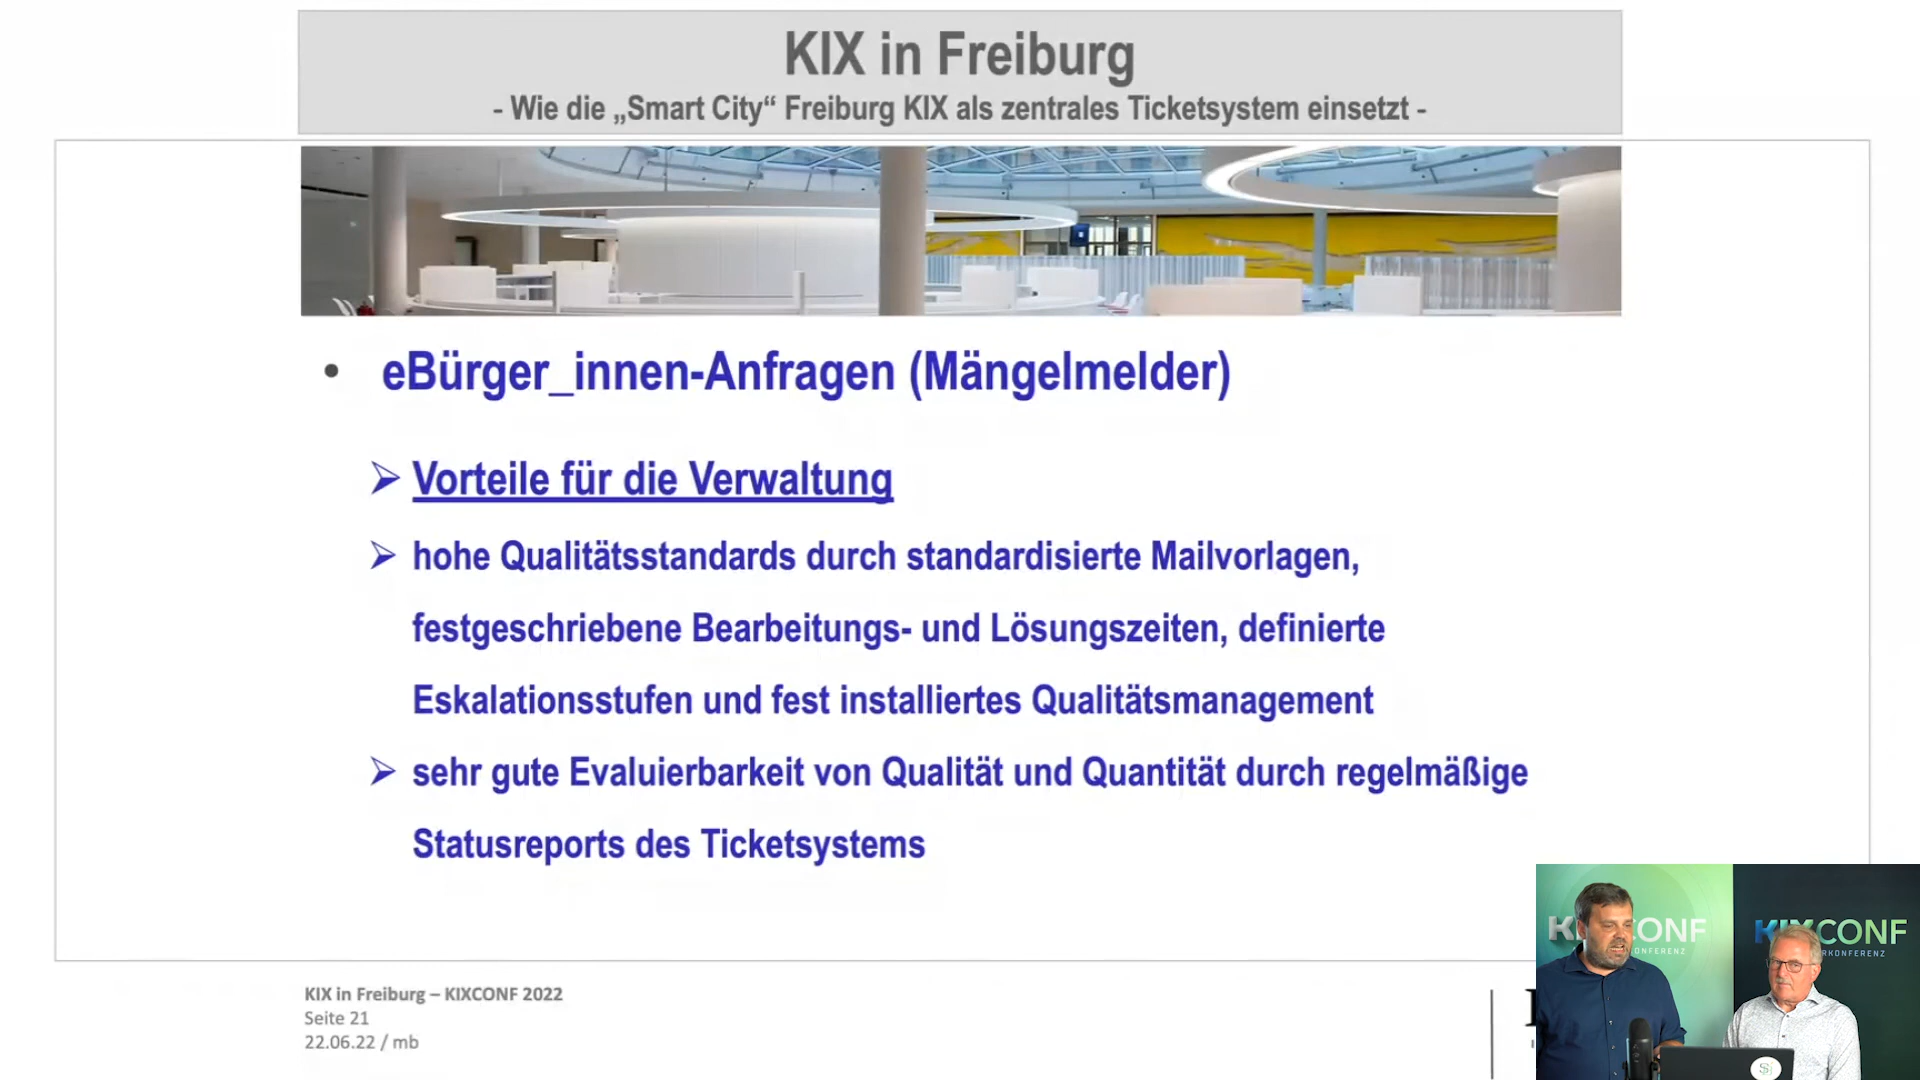 KIX in Freiburg
- Wie die „Smart City“ Freiburg KIX als zentrales Ticketsystem einsetzt -
• eBürger_innen-Anfragen (Mängelmelder)
➢ Vorteile für die Verwaltung
➢ hohe Qualitätsstandards durch standardisierte Mailvorlagen,
festgeschriebene Bearbeitungs- und Lösungszeiten, definierte
Eskalationsstufen und fest installiertes Qualitätsmanagement
➢ sehr gute Evaluierbarkeit von Qualität und Quantität durch regelmäßige
Statusreports des Ticketsystems
KIX in Freiburg – KIXCONF 2022
Seite 21
22.06.22 / mb
KIXCONF